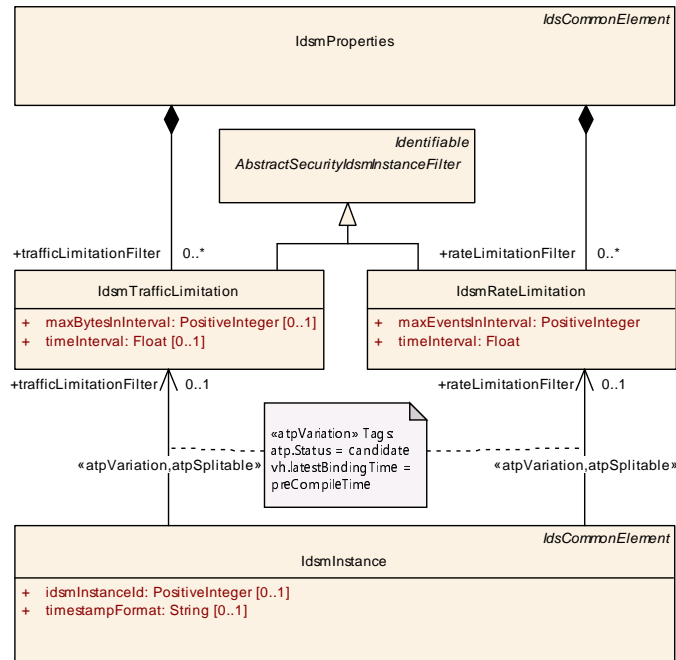 IdsCommonElement
IdsmProperties
Identifiable
AbstractSecurityIdsmInstanceFilter
+trafficLimitationFilter 0..*
+rateLimitationFilter 0..*
IdsmTrafficLimitation
+ maxBytesInInterval: PositiveInteger [0..1]
+ timeInterval: Float [0..1]
IdsmRateLimitation
+ maxEventsInInterval: PositiveInteger
+ timeInterval: Float
+trafficLimitationFilter 0..1
+rateLimitationFilter 0..1
«atpVariation» Tags:
atp.Status = candidate
vh.latestBindingTime =
preCompileTime
«atpVariation,atpSplitable»
«atpVariation,atpSplitable»
IdsCommonElement
IdsmInstance
+ idsmInstanceId: PositiveInteger [0..1]
+ timestampFormat: String [0..1]